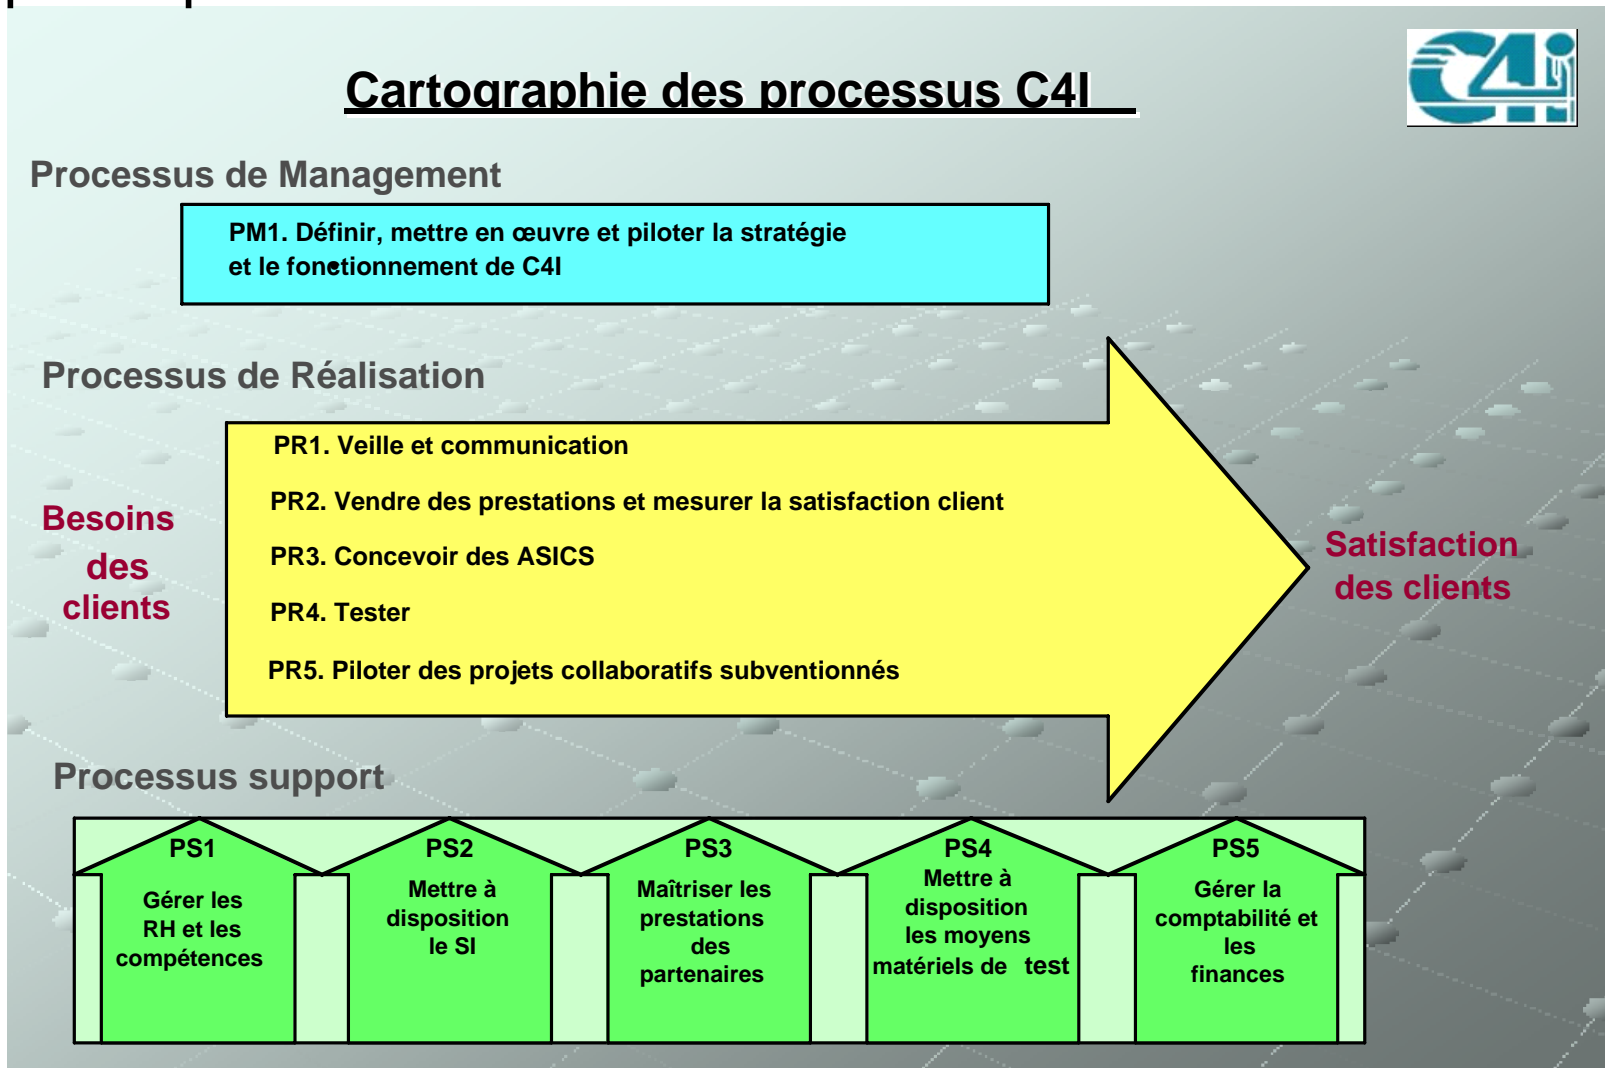 Cartographie des processus C4I
C4i
Processus de Management
PM1. Définir, mettre en œuvre et piloter la stratégie
et le fonctionnement de C4I
Processus de Réalisation
PR1. Veille et communication
PR2. Vendre des prestations et mesurer la satisfaction client
PR3. Concevoir des ASICS
PR4. Tester
PR5. Piloter des projets collaboratifs subventionnés
Besoins
des
clients
Satisfaction
des clients
Processus support
PS1
Gérer les
RH et les
compétences
PS2
Mettre à
disposition
le SI
PS3
Maîtriser les
prestations
des
partenaires
PS4
Mettre à
disposition
les moyens
matériels de test
PS5
Gérer la
comptabilité et
les
finances